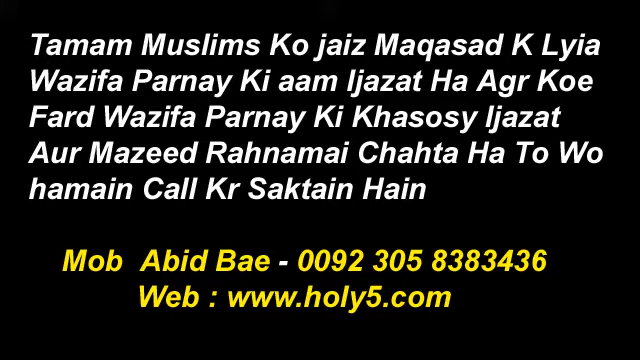 Tamam Muslims Ko jaiz Maqasad K Lyia
Wazifa Parnay Ki aam Ijazat Ha Agr Koe
Fard Wazifa Parnay Ki Khasosy Ijazat
Aur Mazeed Rahnamai Chahta Ha To Wo
hamain Call Kr Saktain Hain
Mob Abid Bae - 0092 305 8383436
Web : www.holy5.com